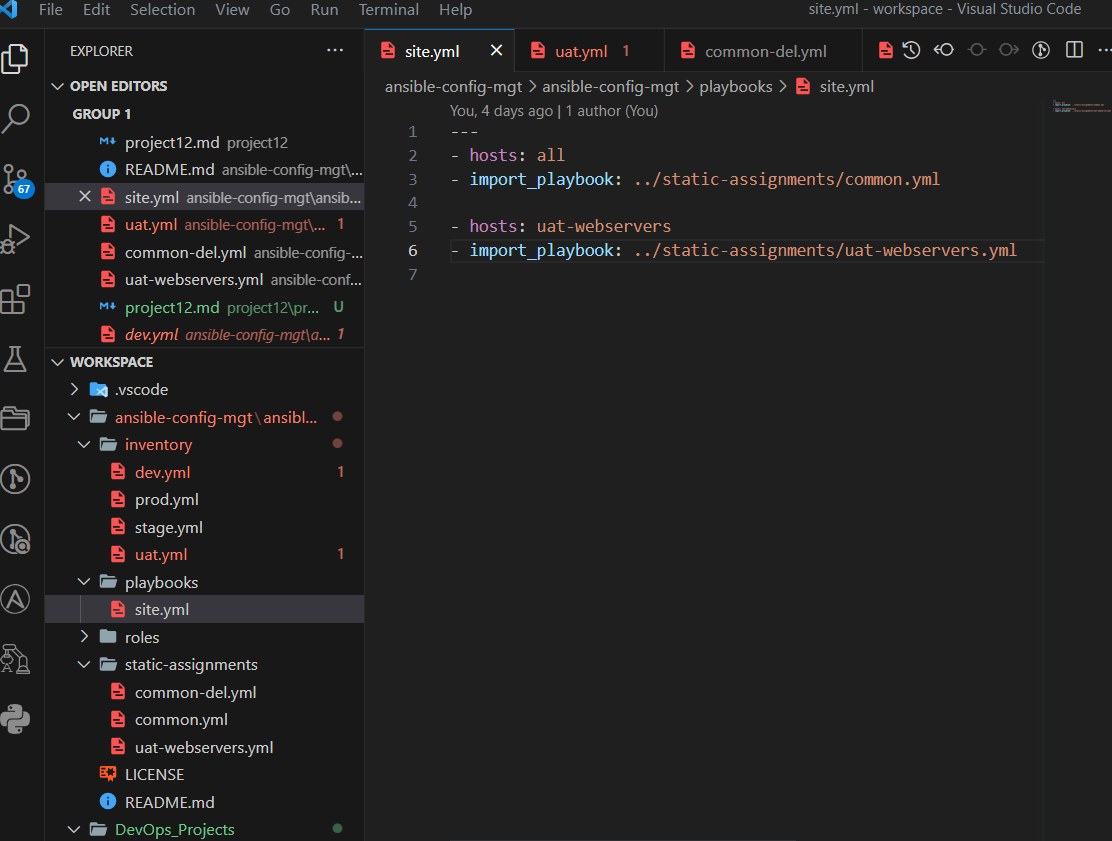 File Edit Selection View Go Run Terminal Help site.yml - workspace - Visual Studio Code
EXPLORER ···
OPEN EDITORS
GROUP 1
project12.md project12
README.md ansible-config-mgt\...
site.yml ansible-config-mgt\ansib...
uat.yml ansible-config-mgt\... 1
common-del.yml ansible-config-...
uat-webservers.yml ansible-conf...
project12.md project12\pr... U
dev.yml ansible-config-mgt\a... 1
WORKSPACE
.vscode
ansible-config-mgt\ansibl...
inventory
dev.yml 1
prod.yml
stage.yml
uat.yml 1
playbooks
site.yml
roles
static-assignments
common-del.yml
common.yml
uat-webservers.yml
LICENSE
README.md
DevOps_Projects
67
site.yml uat.yml 1 common-del.yml
ansible-config-mgt > ansible-config-mgt > playbooks > site.yml
You, 4 days ago | 1 author (You)
1 ---
2 - hosts: all
3 - import_playbook: ../static-assignments/common.yml
4
5 - hosts: uat-webservers
6 - import_playbook: ../static-assignments/uat-webservers.yml
7